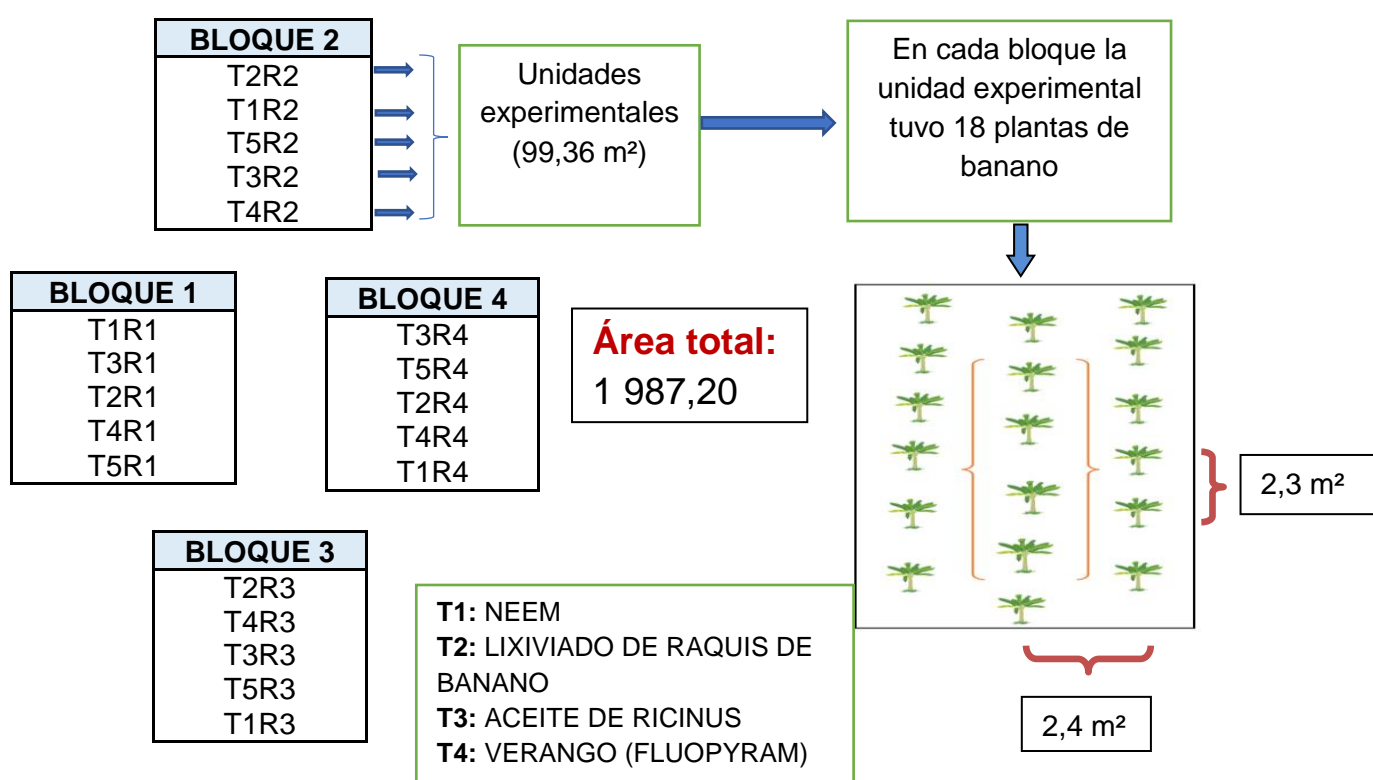 BLOQUE 2
T2R2
T1R2
T5R2
T3R2
T4R2
Unidades
experimentales
(99,36 m²)
En cada bloque la
unidad experimental
tuvo 18 plantas de
banano
BLOQUE 1
T1R1
T3R1
T2R1
T4R1
T5R1
BLOQUE 4
T3R4
T5R4
T2R4
T4R4
T1R4
Área total:
1 987,20
2,3 m²
2,4 m²
BLOQUE 3
T2R3
T4R3
T3R3
T5R3
T1R3
T1: NEEM
T2: LIXIVIADO DE RAQUIS DE
BANANO
T3: ACEITE DE RICINUS
T4: VERANGO (FLUOPYRAM)